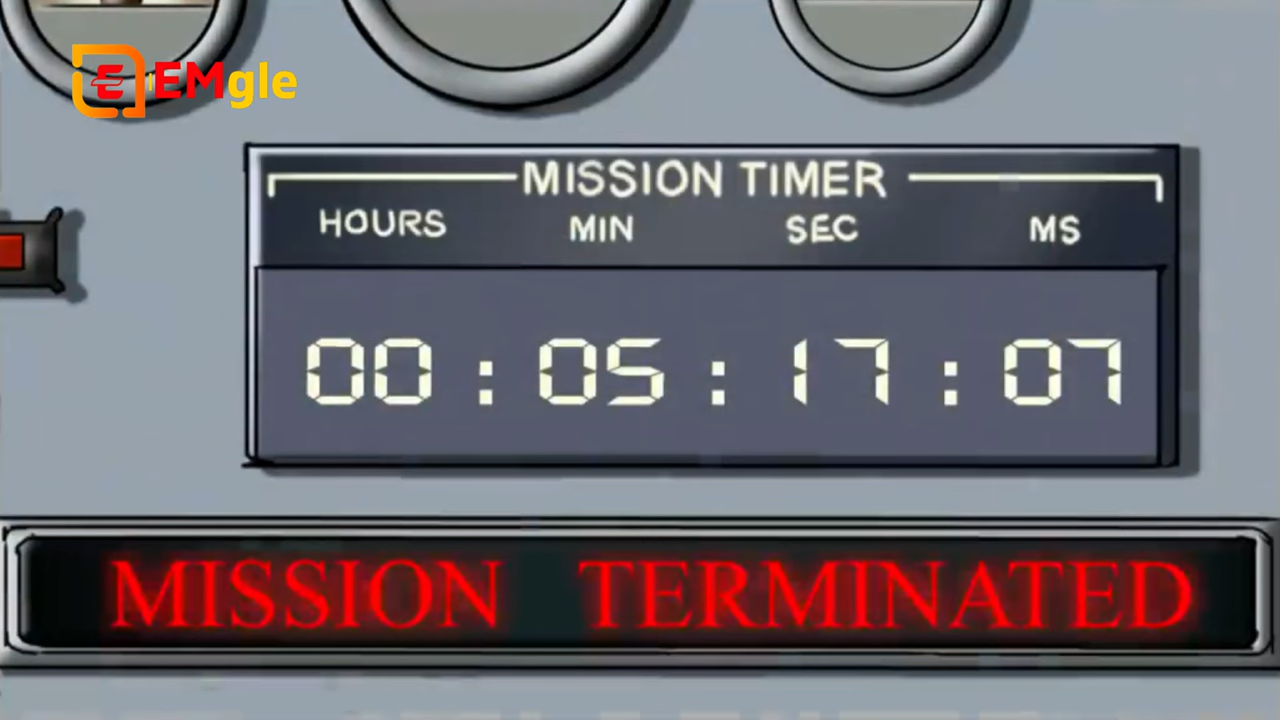 EMgle
MISSION TIMER
HOURS MIN SEC MS
00 : 05 : 17 : 07
MISSION TERMINATED